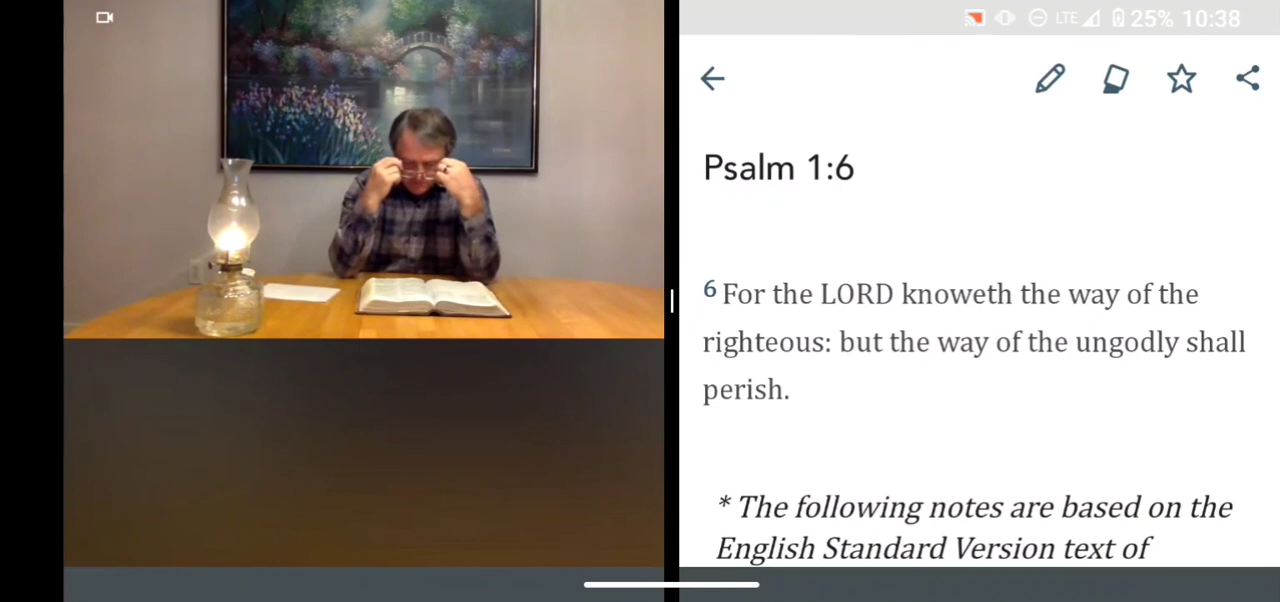 LTE 25% 10:38
Psalm 1:6
6 For the LORD knoweth the way of the
righteous: but the way of the ungodly shall
perish.
* The following notes are based on the
English Standard Version text of